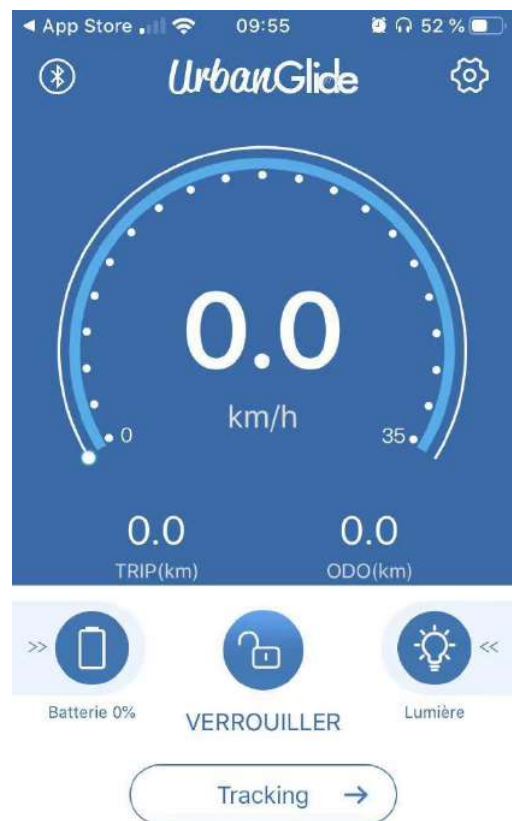 ◀ App Store 09:55 52 %
UrbanGlide
0.0
km/h
0 35
0.0 0.0
TRIP(km) ODO(km)
>> <<
Batterie 0% VERROUILLER Lumière
Tracking →